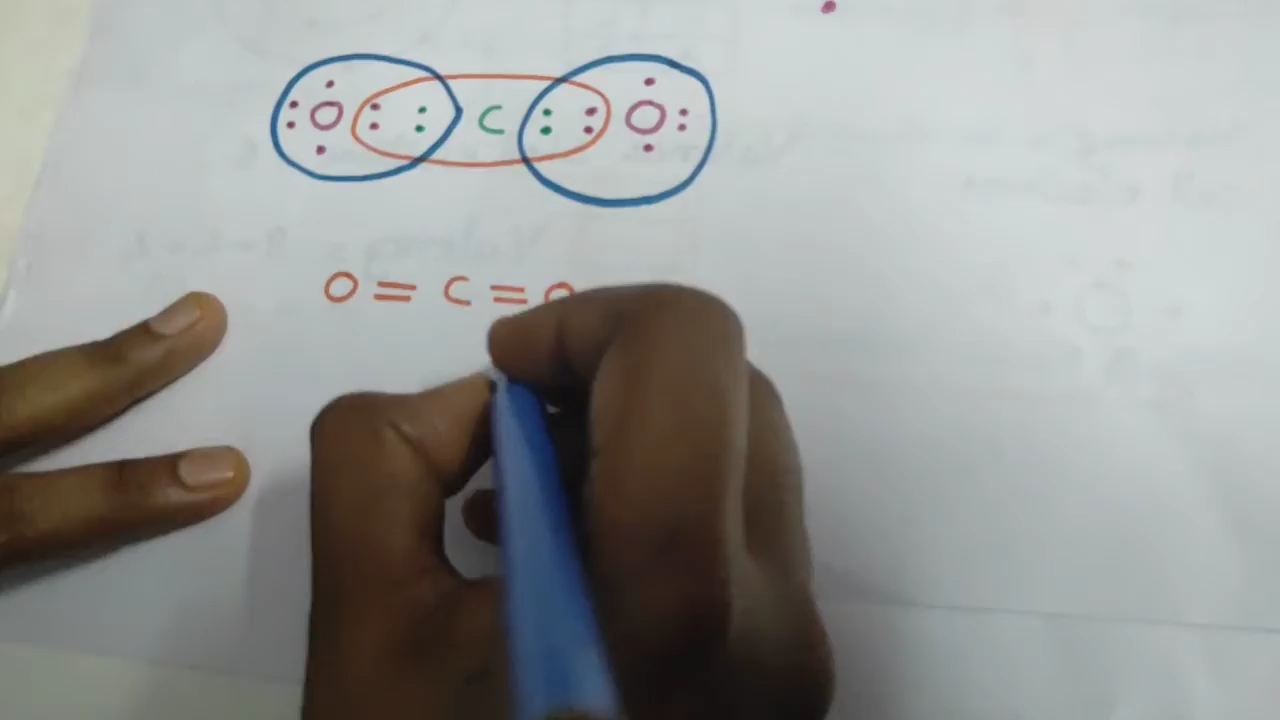 O C O
O = C = O